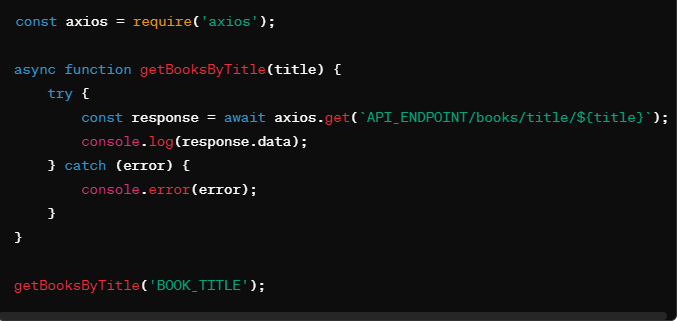 const axios = require('axios');
async function getBooksByTitle(title) {
try {
const response = await axios.get(`API_ENDPOINT/books/title/${title}`);
console.log(response.data);
} catch (error) {
console.error(error);
}
}
getBooksByTitle('BOOK_TITLE');